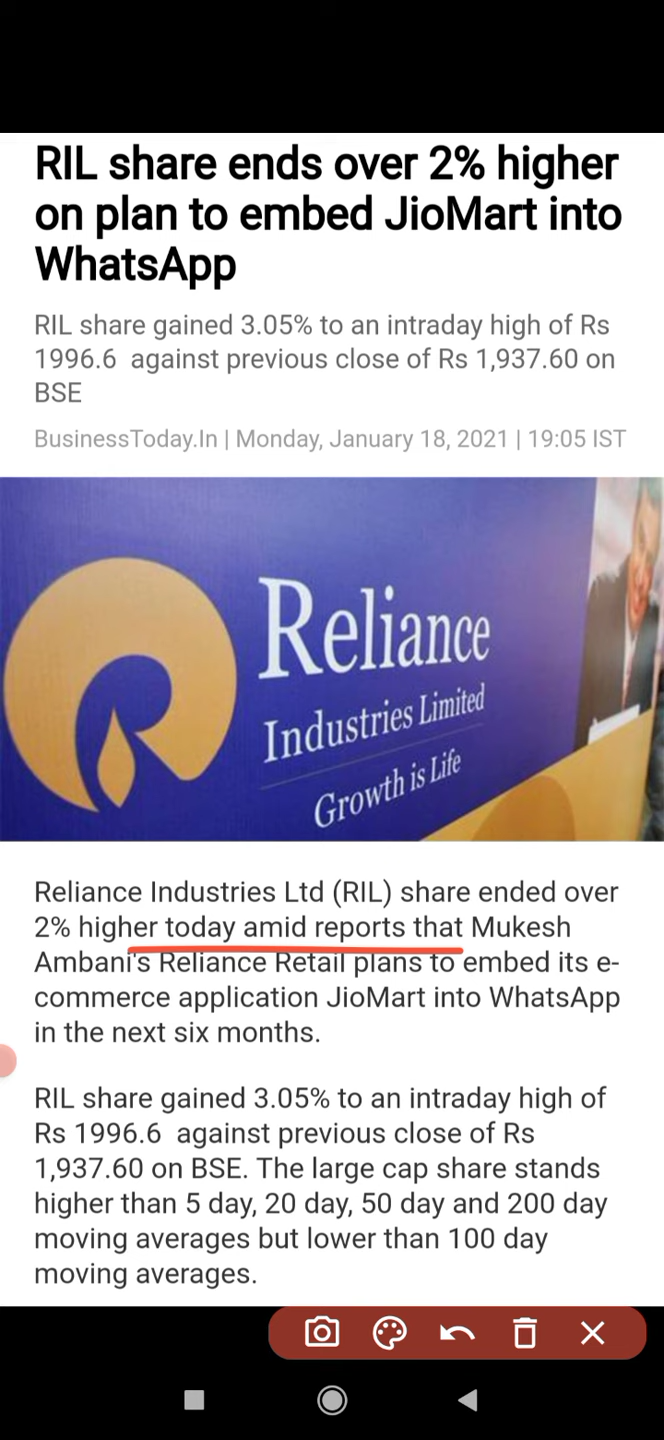 RIL share ends over 2% higher
on plan to embed JioMart into
WhatsApp
RIL share gained 3.05% to an intraday high of Rs
1996.6 against previous close of Rs 1,937.60 on
BSE
BusinessToday.In | Monday, January 18, 2021 | 19:05 IST
Reliance
Industries Limited
Growth is Life
Reliance Industries Ltd (RIL) share ended over
2% higher today amid reports that Mukesh
Ambani's Reliance Retail plans to embed its e-
commerce application JioMart into WhatsApp
in the next six months.
RIL share gained 3.05% to an intraday high of
Rs 1996.6 against previous close of Rs
1,937.60 on BSE. The large cap share stands
higher than 5 day, 20 day, 50 day and 200 day
moving averages but lower than 100 day
moving averages.